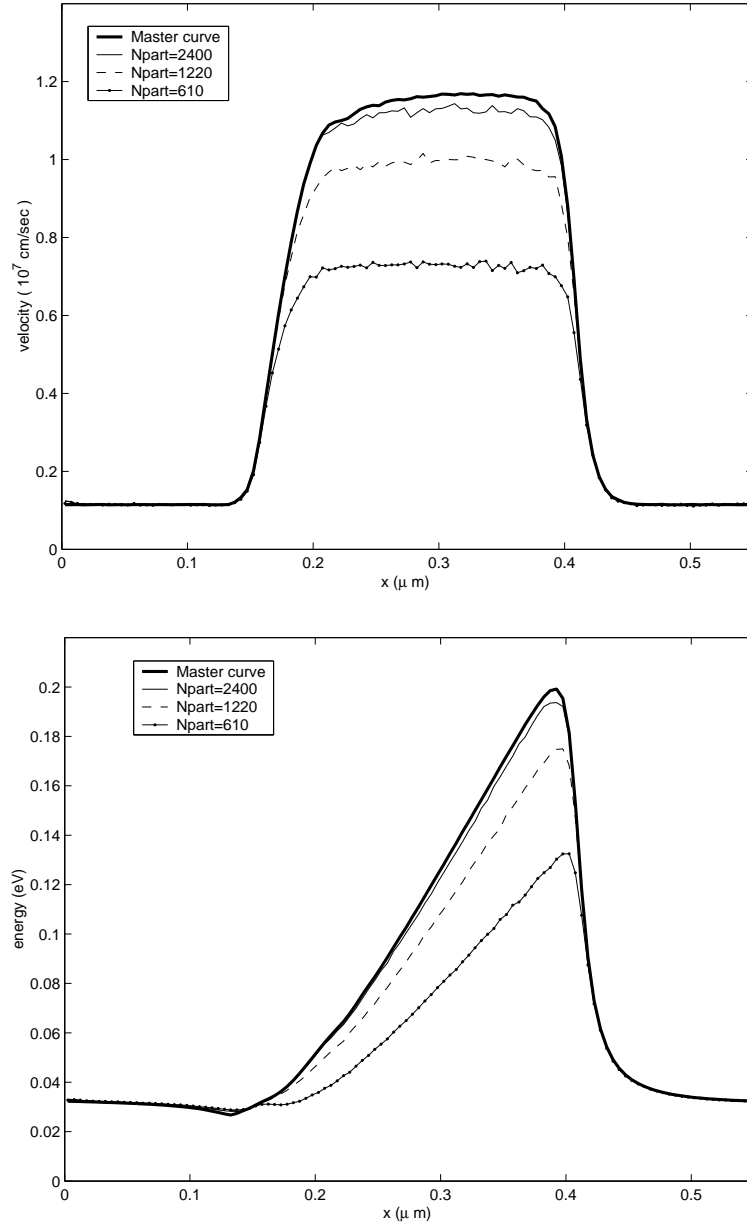 Master curve
Npart=2400
Npart=1220
Npart=610
1.2
1
0.8
0.6
0.4
0.2
0
velocity ( 10^7 cm/sec)
0 0.1 0.2 0.3 0.4 0.5
x (μ m)
Master curve
Npart=2400
Npart=1220
Npart=610
0.2
0.18
0.16
0.14
0.12
0.1
0.08
0.06
0.04
0.02
0
energy (eV)
0 0.1 0.2 0.3 0.4 0.5
x (μ m)